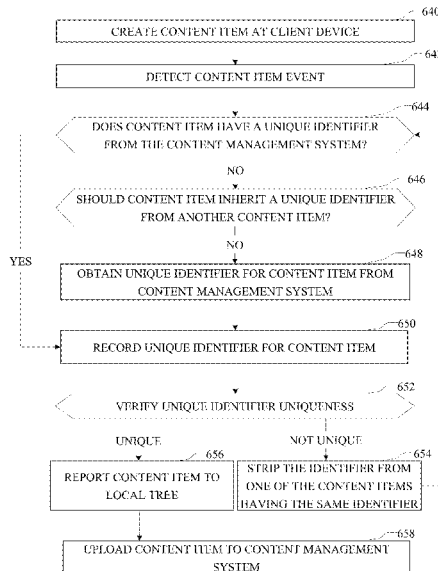 640
CREATE CONTENT ITEM AT CLIENT DEVICE
DETECT CONTENT ITEM EVENT
644
DOES CONTENT ITEM HAVE A UNIQUE IDENTIFIER
FROM THE CONTENT MANAGEMENT SYSTEM?
NO
646
SHOULD CONTENT ITEM INHERIT A UNIQUE IDENTIFIER
FROM ANOTHER CONTENT ITEM?
NO
YES
648
OBTAIN UNIQUE IDENTIFIER FOR CONTENT ITEM FROM
CONTENT MANAGEMENT SYSTEM
650
RECORD UNIQUE IDENTIFIER FOR CONTENT ITEM
652
VERIFY UNIQUE IDENTIFIER UNIQUENESS
UNIQUE
NOT UNIQUE
656
654
REPORT CONTENT ITEM TO
LOCAL TREE
STRIP THE IDENTIFIER FROM
ONE OF THE CONTENT ITEMS
HAVING THE SAME IDENTIFIER
658
UPLOAD CONTENT ITEM TO CONTENT MANAGEMENT
SYSTEM